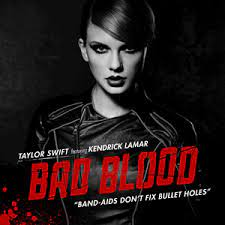 TAYLOR SWIFT featuring KENDRICK LAMAR
BAD BLOOD
"BAND-AIDS DON'T FIX BULLET HOLES"